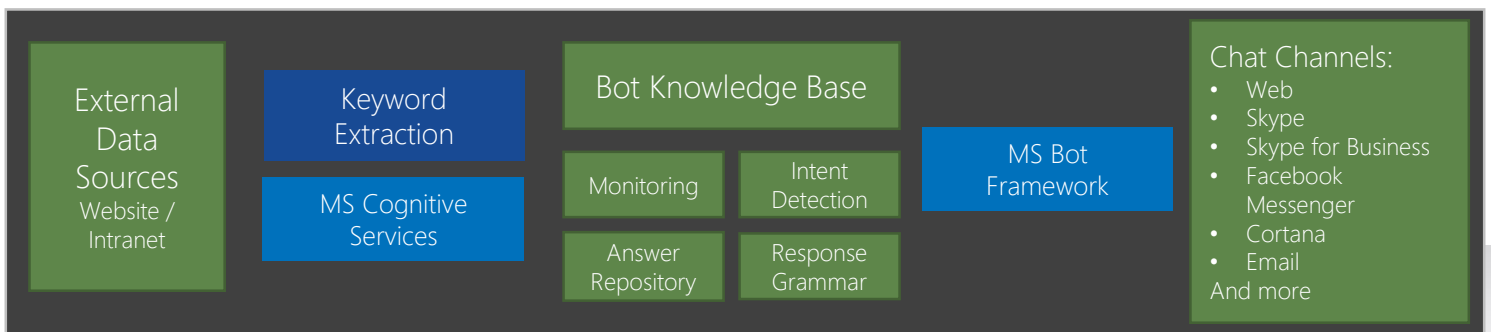 External
Data
Sources
Website /
Intranet
Keyword
Extraction
MS Cognitive
Services
Bot Knowledge Base
Monitoring
Intent
Detection
Answer
Repository
Response
Grammar
MS Bot
Framework
Chat Channels:
• Web
• Skype
• Skype for Business
• Facebook
Messenger
• Cortana
• Email
And more